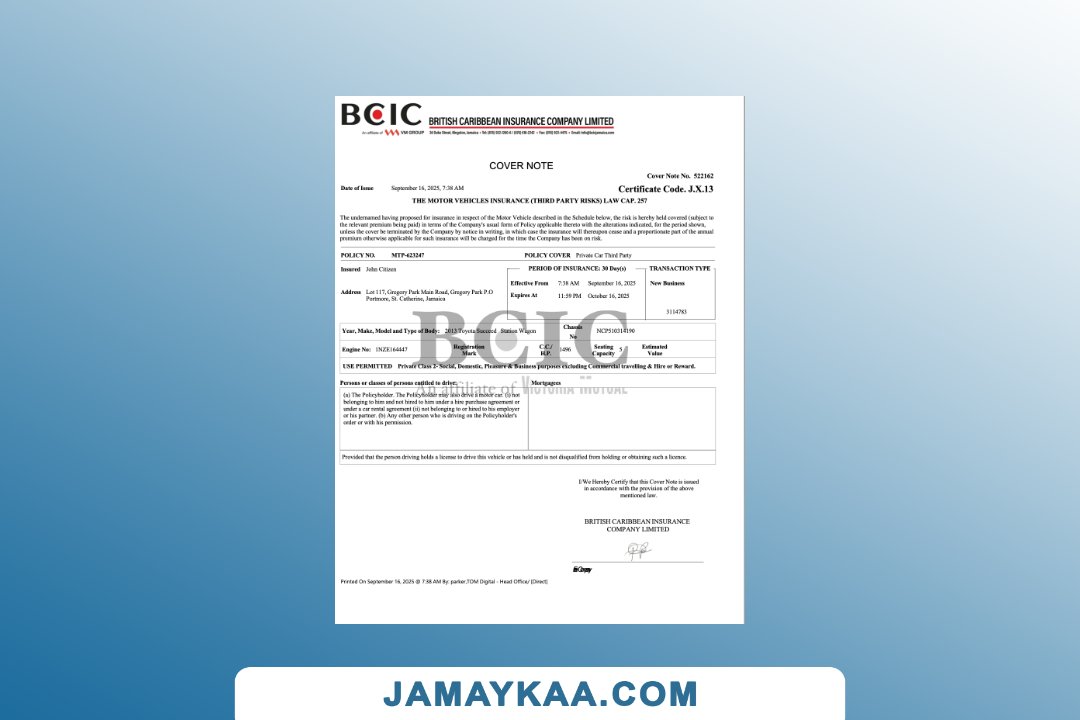 BCIC BRITISH CARIBBEAN INSURANCE COMPANY LIMITED
An affiliate of VM GROUP
COVER NOTE
Cover Note No. 522162
Date of Issue September 16, 2025, 7:38 AM
Certificate Code. J.X.13
THE MOTOR VEHICLES INSURANCE (THIRD PARTY RISKS) LAW CAP. 257
The undernamed having proposed for insurance in respect of the Motor Vehicle described in the Schedule below, the risk is hereby held covered (subject to
the relevant premium being paid) in terms of the Company's usual form of Policy applicable thereto with the alterations indicated, for the period shown,
unless the cover be terminated by the Company by notice in writing, in which case the insurance will thereupon cease and a proportionate part of the annual
premium otherwise applicable for such insurance will be charged for the time the Company has been on risk.
POLICY NO. MTP-623247 POLICY COVER Private Car Third Party
Insured John Citizen
PERIOD OF INSURANCE: 30 Day(s)
TRANSACTION TYPE
Effective From 7:38 AM September 16, 2025
New Business
Address Lot 117, Gregory Park Main Road, Gregory Park P.O
Portmore, St. Catherine, Jamaica
Expires At 11:59 PM October 16, 2025
3114783
BCIC
Year, Make, Model and Type of Body: 2013 Toyota Succeed Station Wagon
Chassis
No
NCP510314190
Engine No: 1NZE164447
Registration
Mark
C.C./
H.P.
1496
Seating
Capacity
5
Estimated
Value
USE PERMITTED Private Class 2- Social, Domestic, Pleasure & Business purposes excluding Commercial travelling & Hire or Reward.
Persons or classes of persons entitled to drive: Mortgagees
An affiliate of VICTORIA MUTUAL
(a) The Policyholder. The Policyholder may also drive a motor car. (i) not
belonging to him and not hired to him under a hire purchase agreement or
under a car rental agreement (ii) not belonging to or hired to his employer
or his partner. (b) Any other person who is driving on the Policyholder's
order or with his permission.
Provided that the person driving holds a license to drive this vehicle or has held and is not disqualified from holding or obtaining such a licence.
I/We Hereby Certify that this Cover Note is issued
in accordance with the provision of the above
mentioned law.
BRITISH CARIBBEAN INSURANCE
COMPANY LIMITED
Printed On September 16, 2025 @ 7:38 AM By: parker.TOM Digital - Head Office/ [Direct]
JAMAYKAA.COM